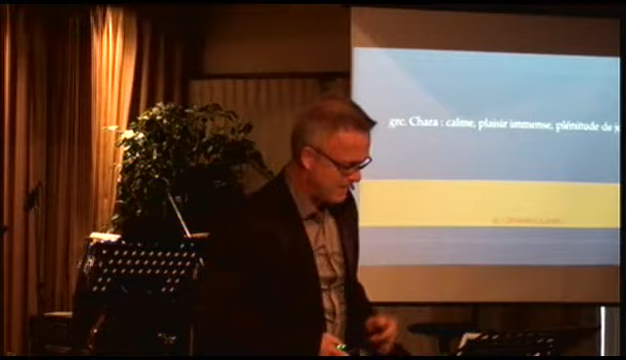 grc. Chara : calme, plaisir immense, plénitude de j